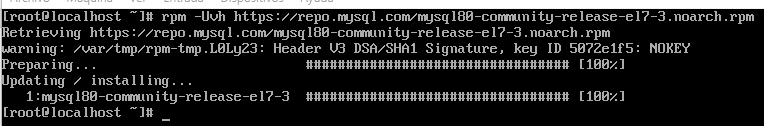 [root@localhost ~]# rpm -Uvh https://repo.mysql.com/mysql80-community-release-el7-3.noarch.rpm
Retrieving https://repo.mysql.com/mysql80-community-release-el7-3.noarch.rpm
warning: /var/tmp/rpm-tmp.L0Ly23: Header V3 DSA/SHA1 Signature, key ID 5072e1f5: NOKEY
Preparing... ################################# [100%]
Updating / installing...
1:mysql80-community-release-el7-3 ################################# [100%]
[root@localhost ~]# _